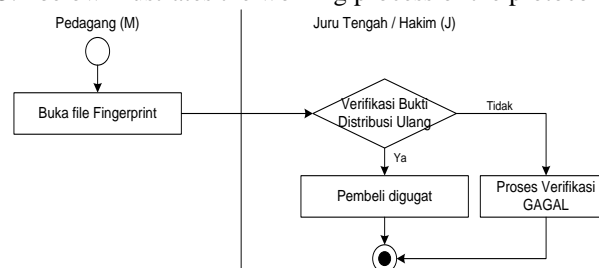 Pedagang (M)
Juru Tengah / Hakim (J)
Buka file Fingerprint
Verifikasi Bukti
Distribusi Ulang
Tidak
Ya
Pembeli digugat
Proses Verifikasi
GAGAL